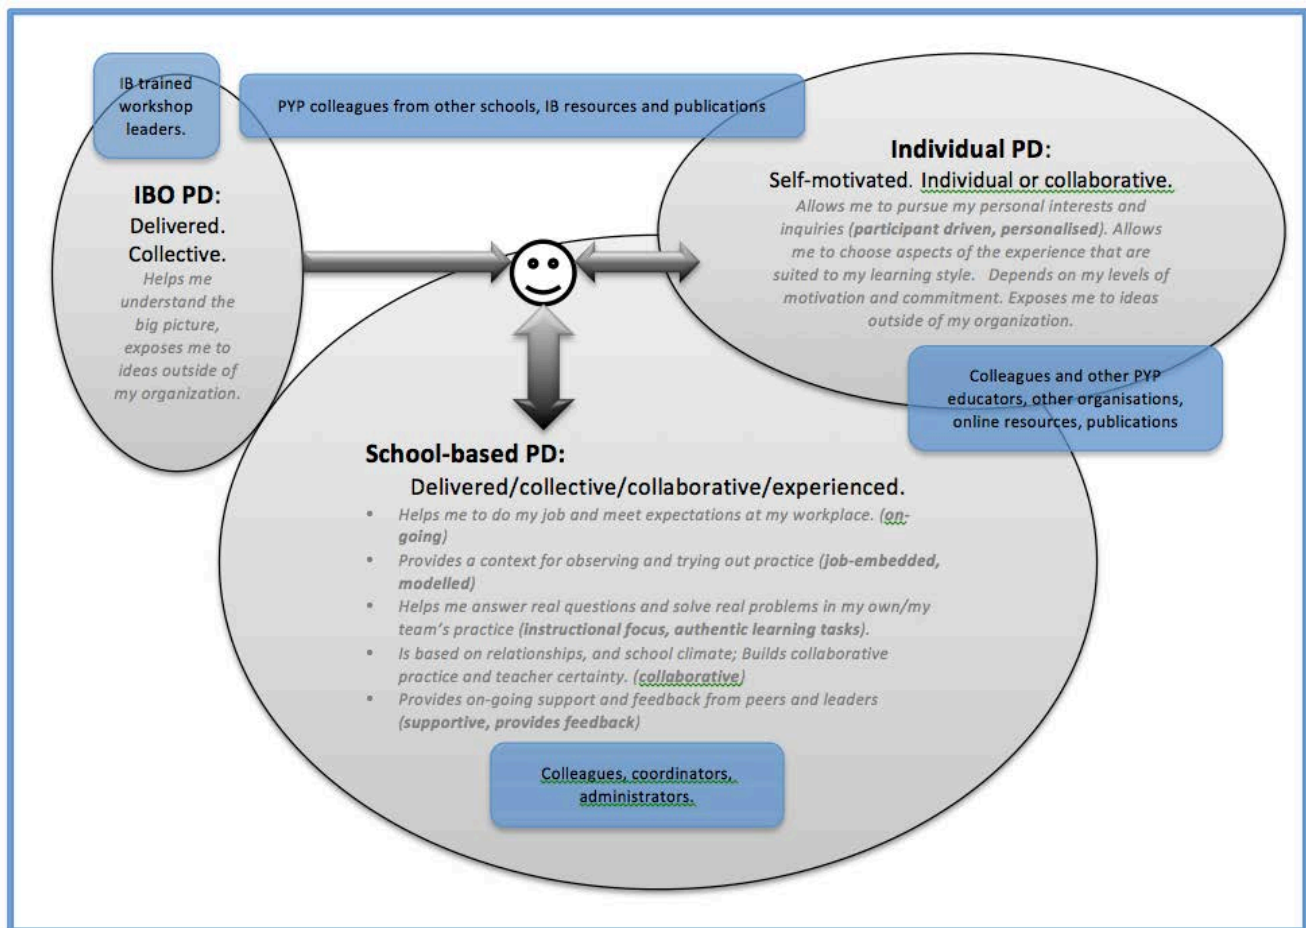 IB trained
workshop
leaders.
PYP colleagues from other schools, IB resources and publications
IBO PD:
Delivered.
Collective.
Helps me
understand the
big picture,
exposes me to
ideas outside of
my organization.
Individual PD:
Self-motivated. Individual or collaborative.
Allows me to pursue my personal interests and
inquiries (participant driven, personalised). Allows
me to choose aspects of the experience that are
suited to my learning style. Depends on my levels of
motivation and commitment. Exposes me to ideas
outside of my organization.
Colleagues and other PYP
educators, other organisations,
online resources, publications
School-based PD:
Delivered/collective/collaborative/experienced.
• Helps me to do my job and meet expectations at my workplace. (on-
going)
• Provides a context for observing and trying out practice (job-embedded,
modelled)
• Helps me answer real questions and solve real problems in my own/my
team's practice (instructional focus, authentic learning tasks).
• Is based on relationships, and school climate; Builds collaborative
practice and teacher certainty. (collaborative)
• Provides on-going support and feedback from peers and leaders
(supportive, provides feedback)
Colleagues, coordinators,
administrators.